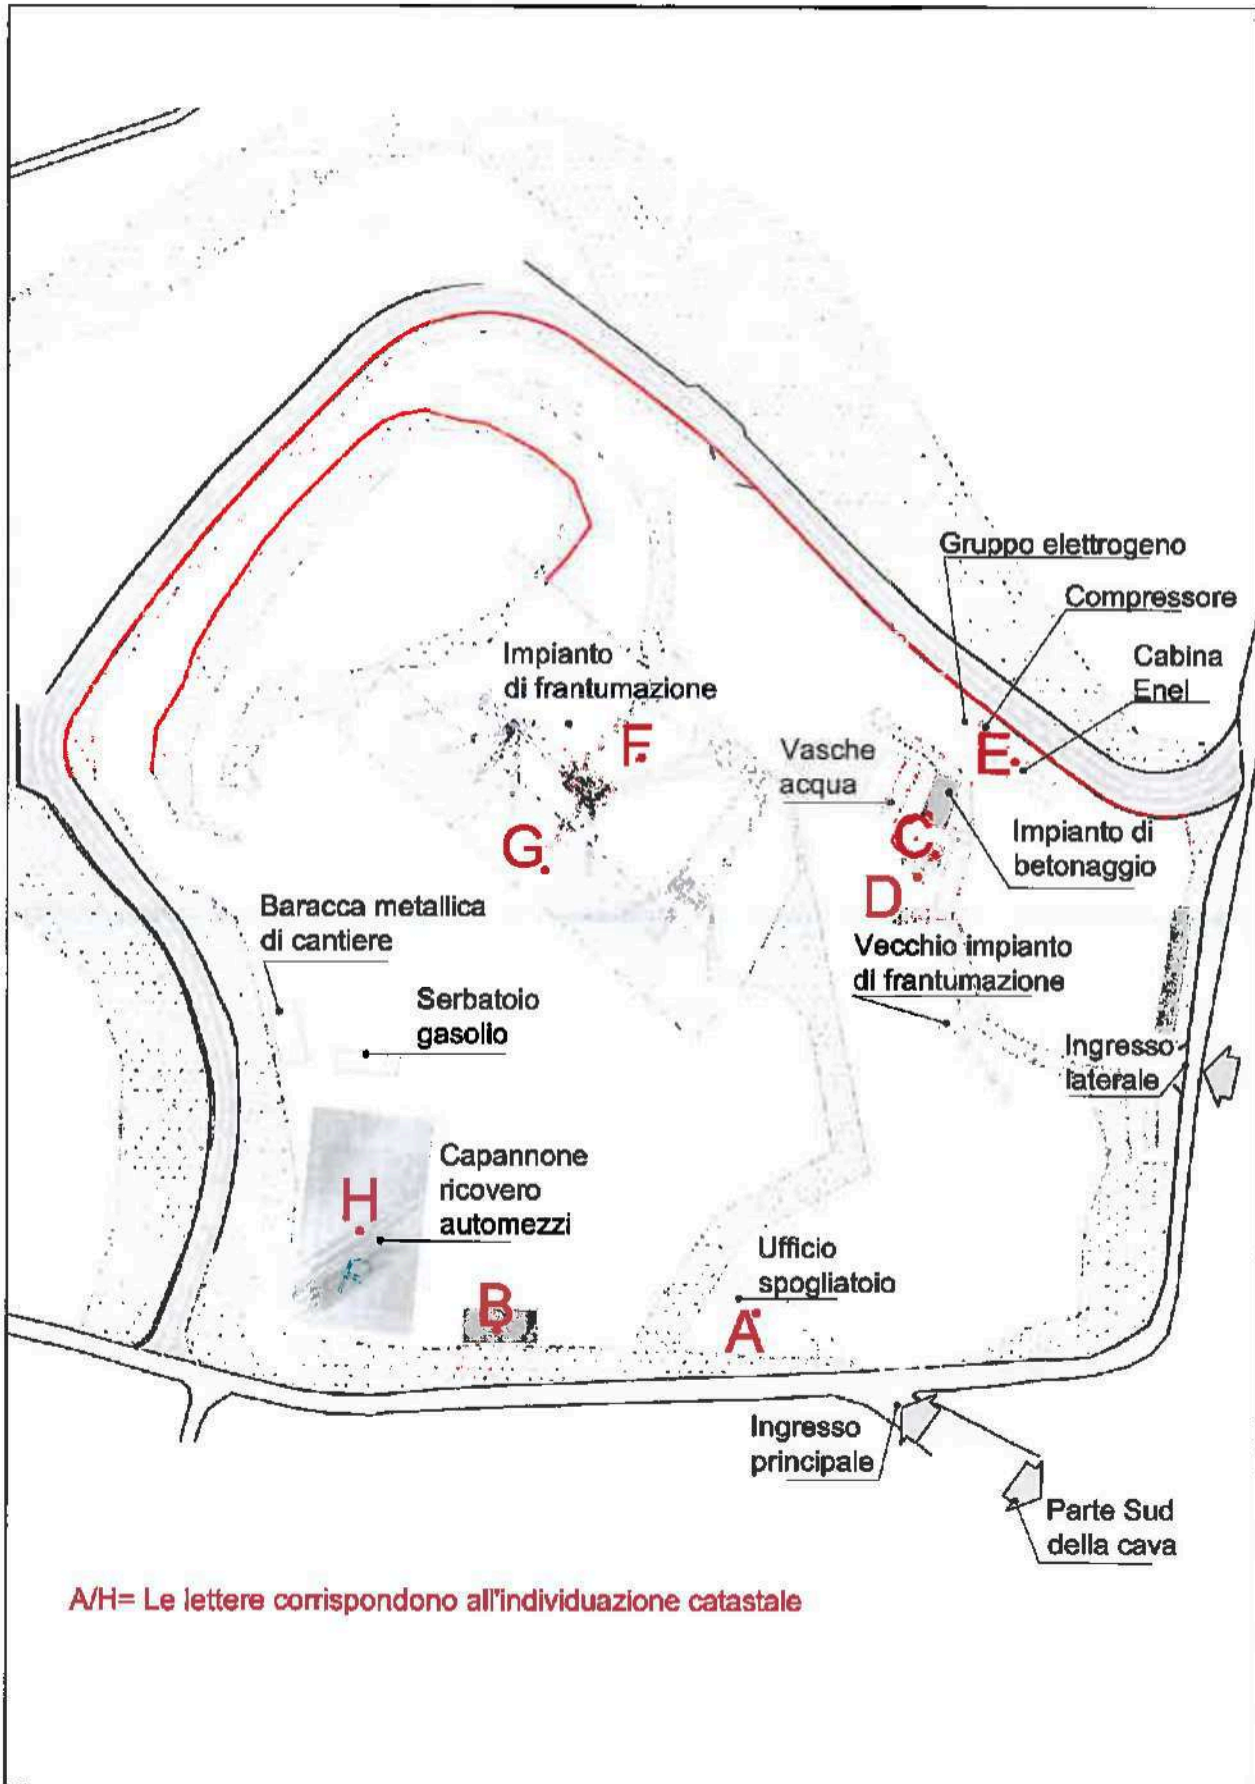 Gruppo elettrogeno
Compressore
Cabina
Enel
Impianto
di frantumazione
F
E
Vasche
acqua
C
Impianto di
betonaggio
G
D
Baracca metallica
di cantiere
Vecchio impianto
di frantumazione
Serbatoio
gasolio
Ingresso
laterale
Capannone
ricovero
automezzi
H
Ufficio
spogliatoio
B
A
Ingresso
principale
Parte Sud
della cava
A/H= Le lettere corrispondono all'individuazione catastale